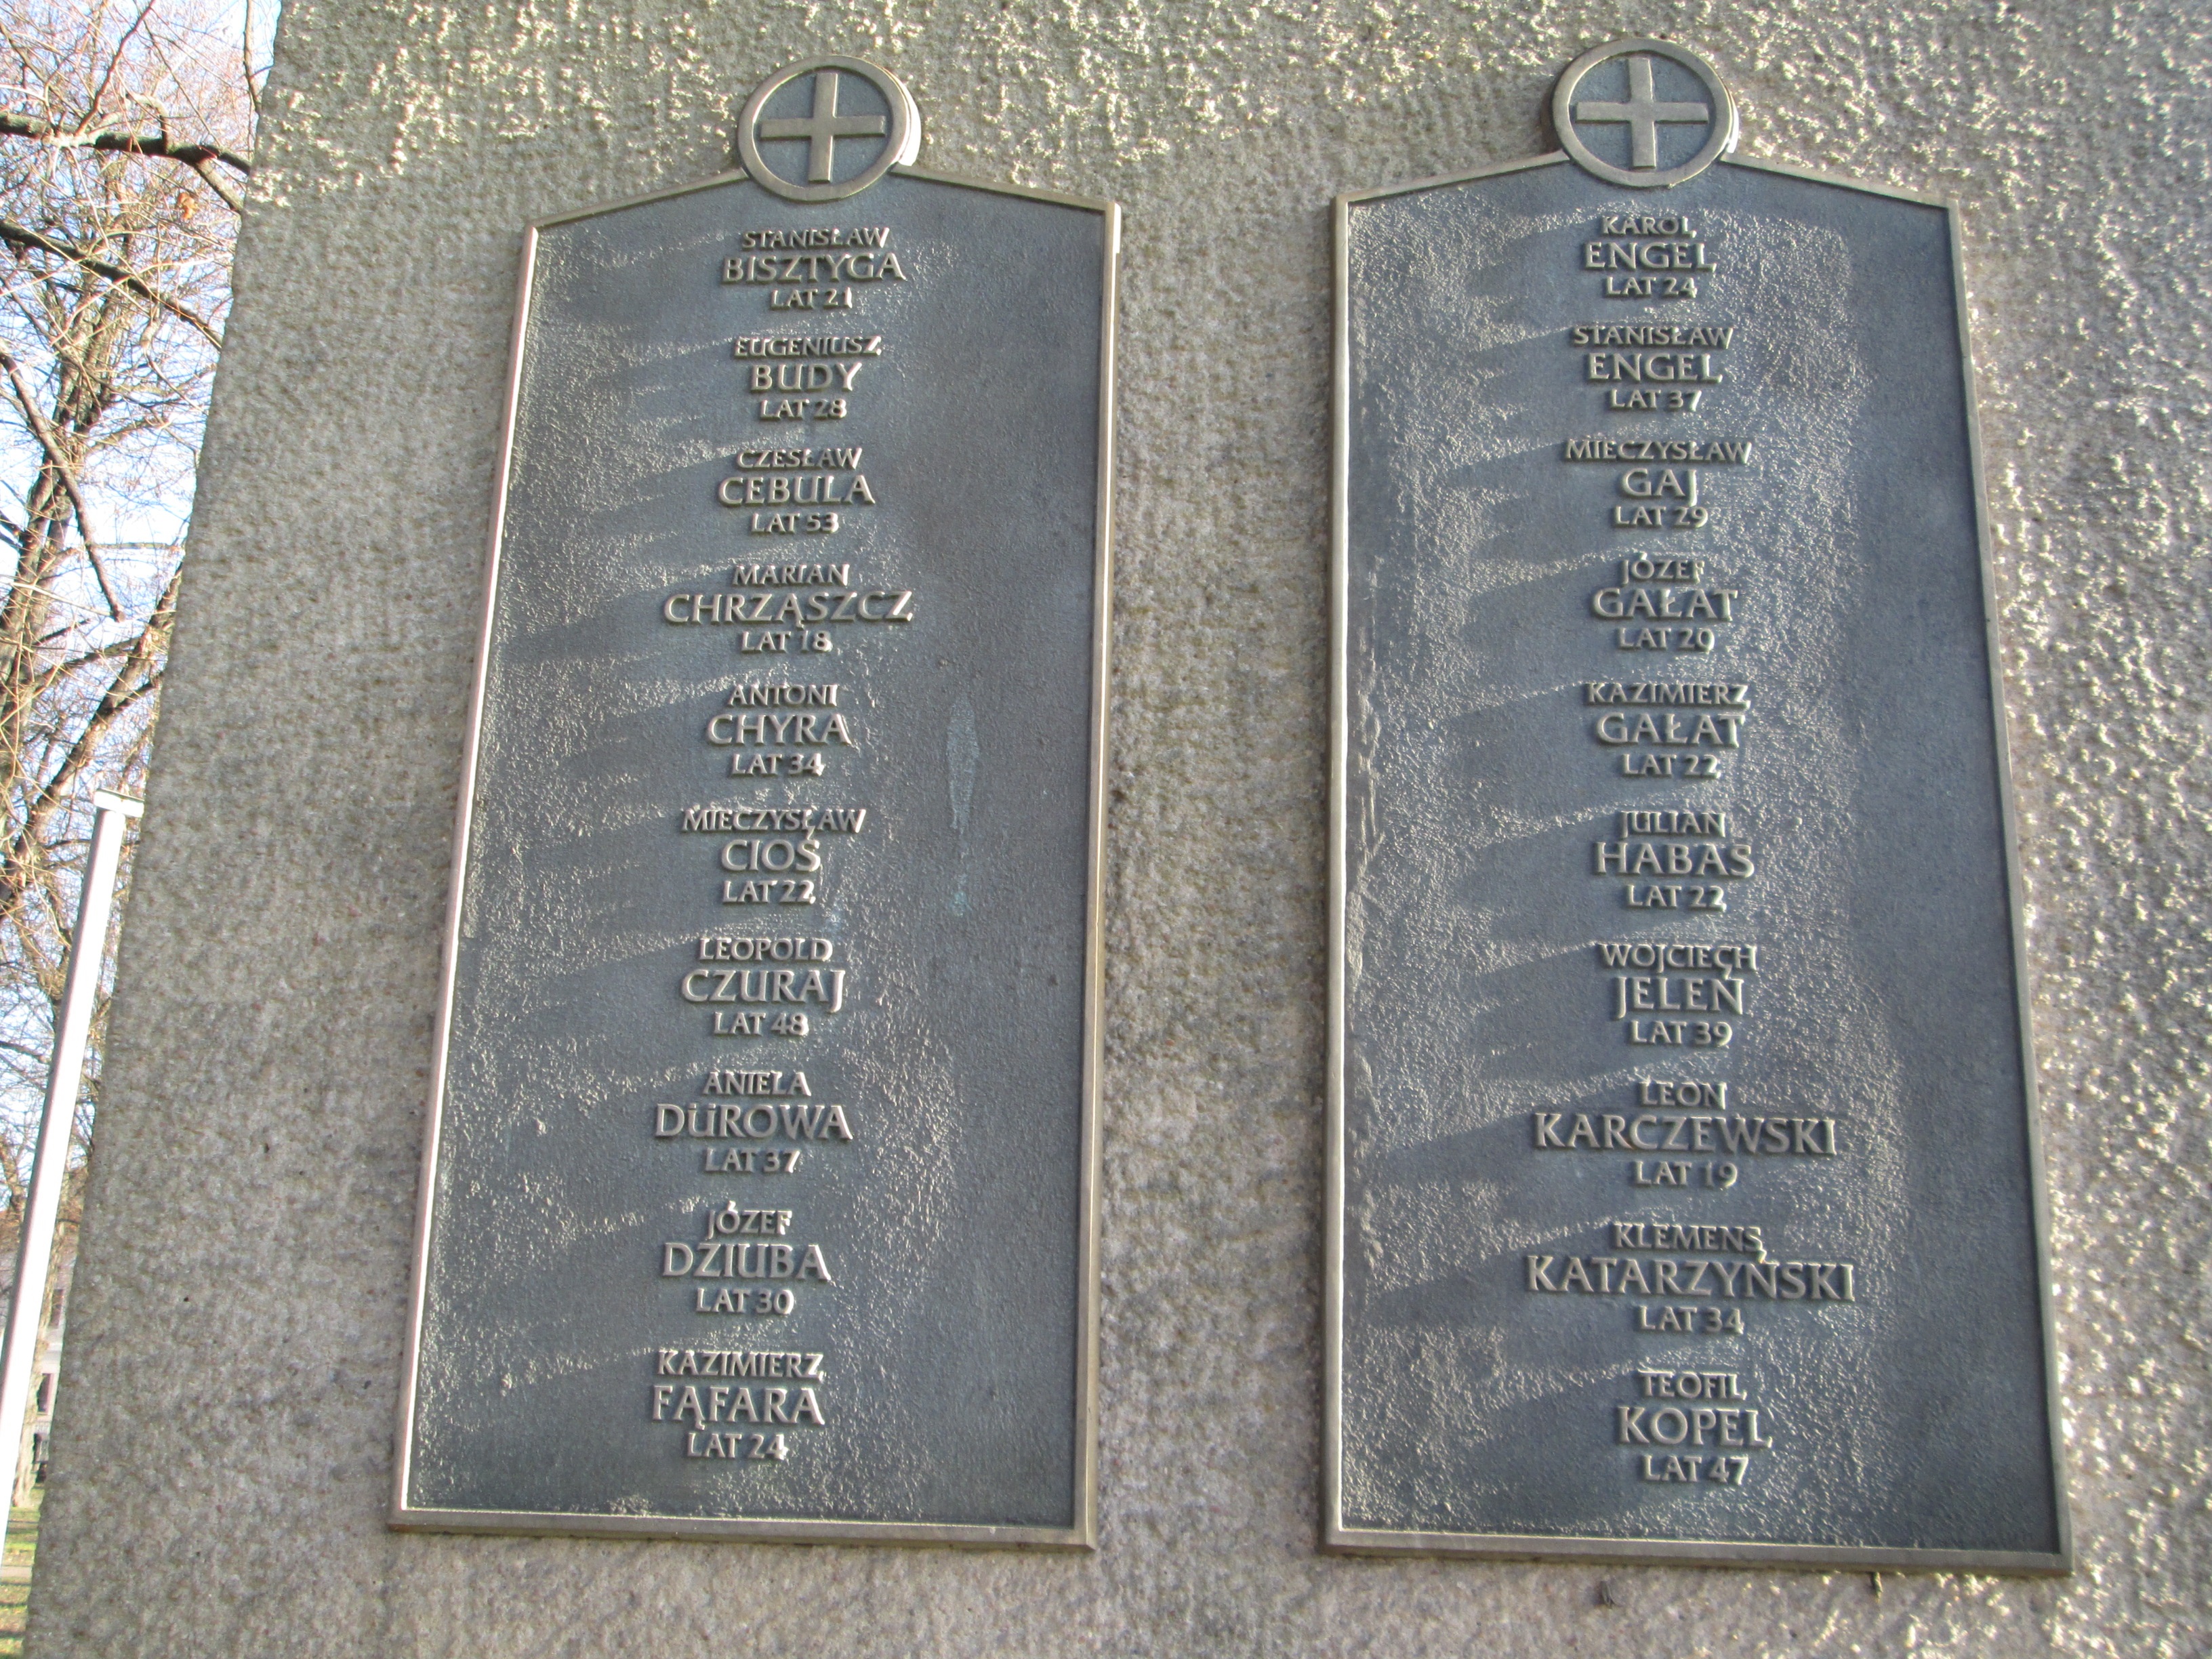 STANISŁAW
BISZTYGA
LAT 21
EUGENIUSZ
BUDY
LAT 28
CZESŁAW
CEBULA
LAT 53
MARIAN
CHRZĄSZCZ
LAT 18
ANTONI
CHYRA
LAT 34
MIECZYSŁAW
CIOŚ
LAT 22
LEOPOLD
CZURAJ
LAT 48
ANIELA
DÜROWA
LAT 37
JÓZEF
DZIUBA
LAT 30
KAZIMIERZ
FĄFARA
LAT 24
KAROL
ENGEL
LAT 24
STANISŁAW
ENGEL
LAT 37
MIECZYSŁAW
GAJ
LAT 29
JÓZEF
GAŁAT
LAT 20
KAZIMIERZ
GAŁAT
LAT 22
JULIAN
HABAS
LAT 22
WOJCIECH
JELEŃ
LAT 39
LEON
KARCZEWSKI
LAT 19
KLEMENS
KATARZYŃSKI
LAT 34
TEOFIL
KOPEL
LAT 47